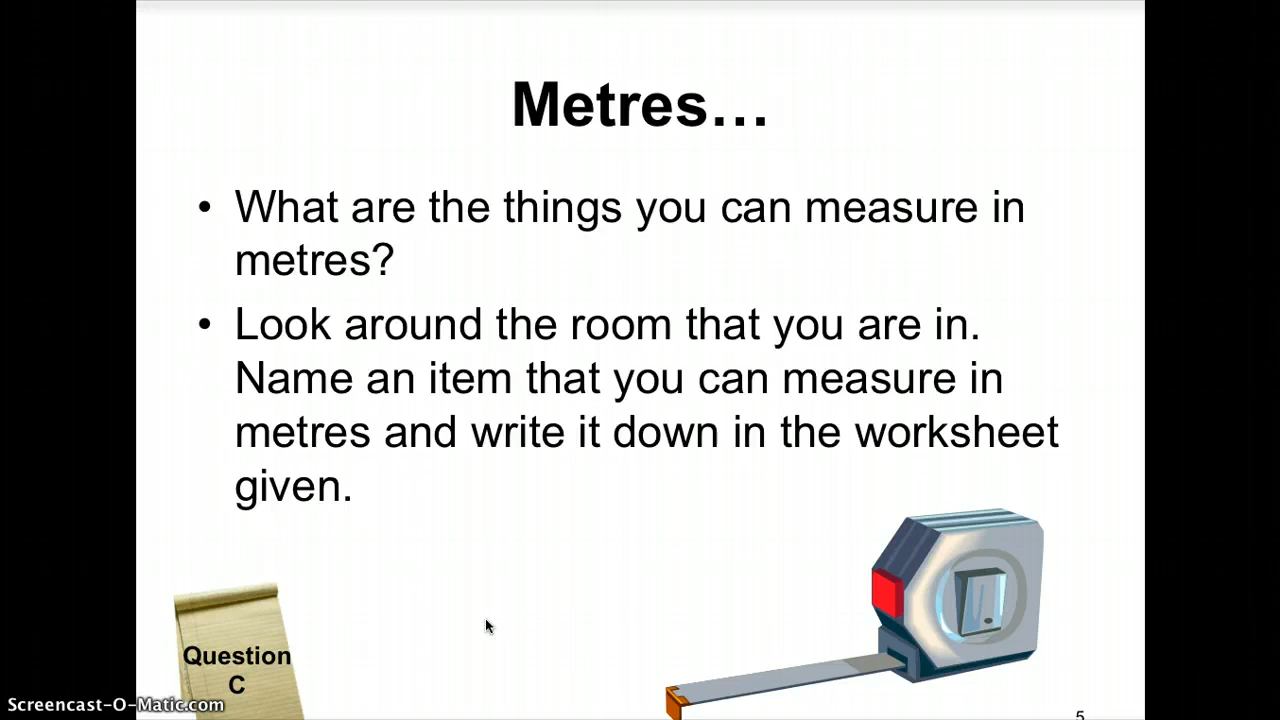 Metres…
• What are the things you can measure in
metres?
• Look around the room that you are in.
Name an item that you can measure in
metres and write it down in the worksheet
given.
Question
C
Screencast-O-Matic.com
5